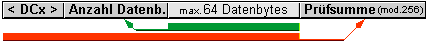 < DCx > Anzahl Datenb. max.64 Datenbytes Prüfsumme (mod.256)